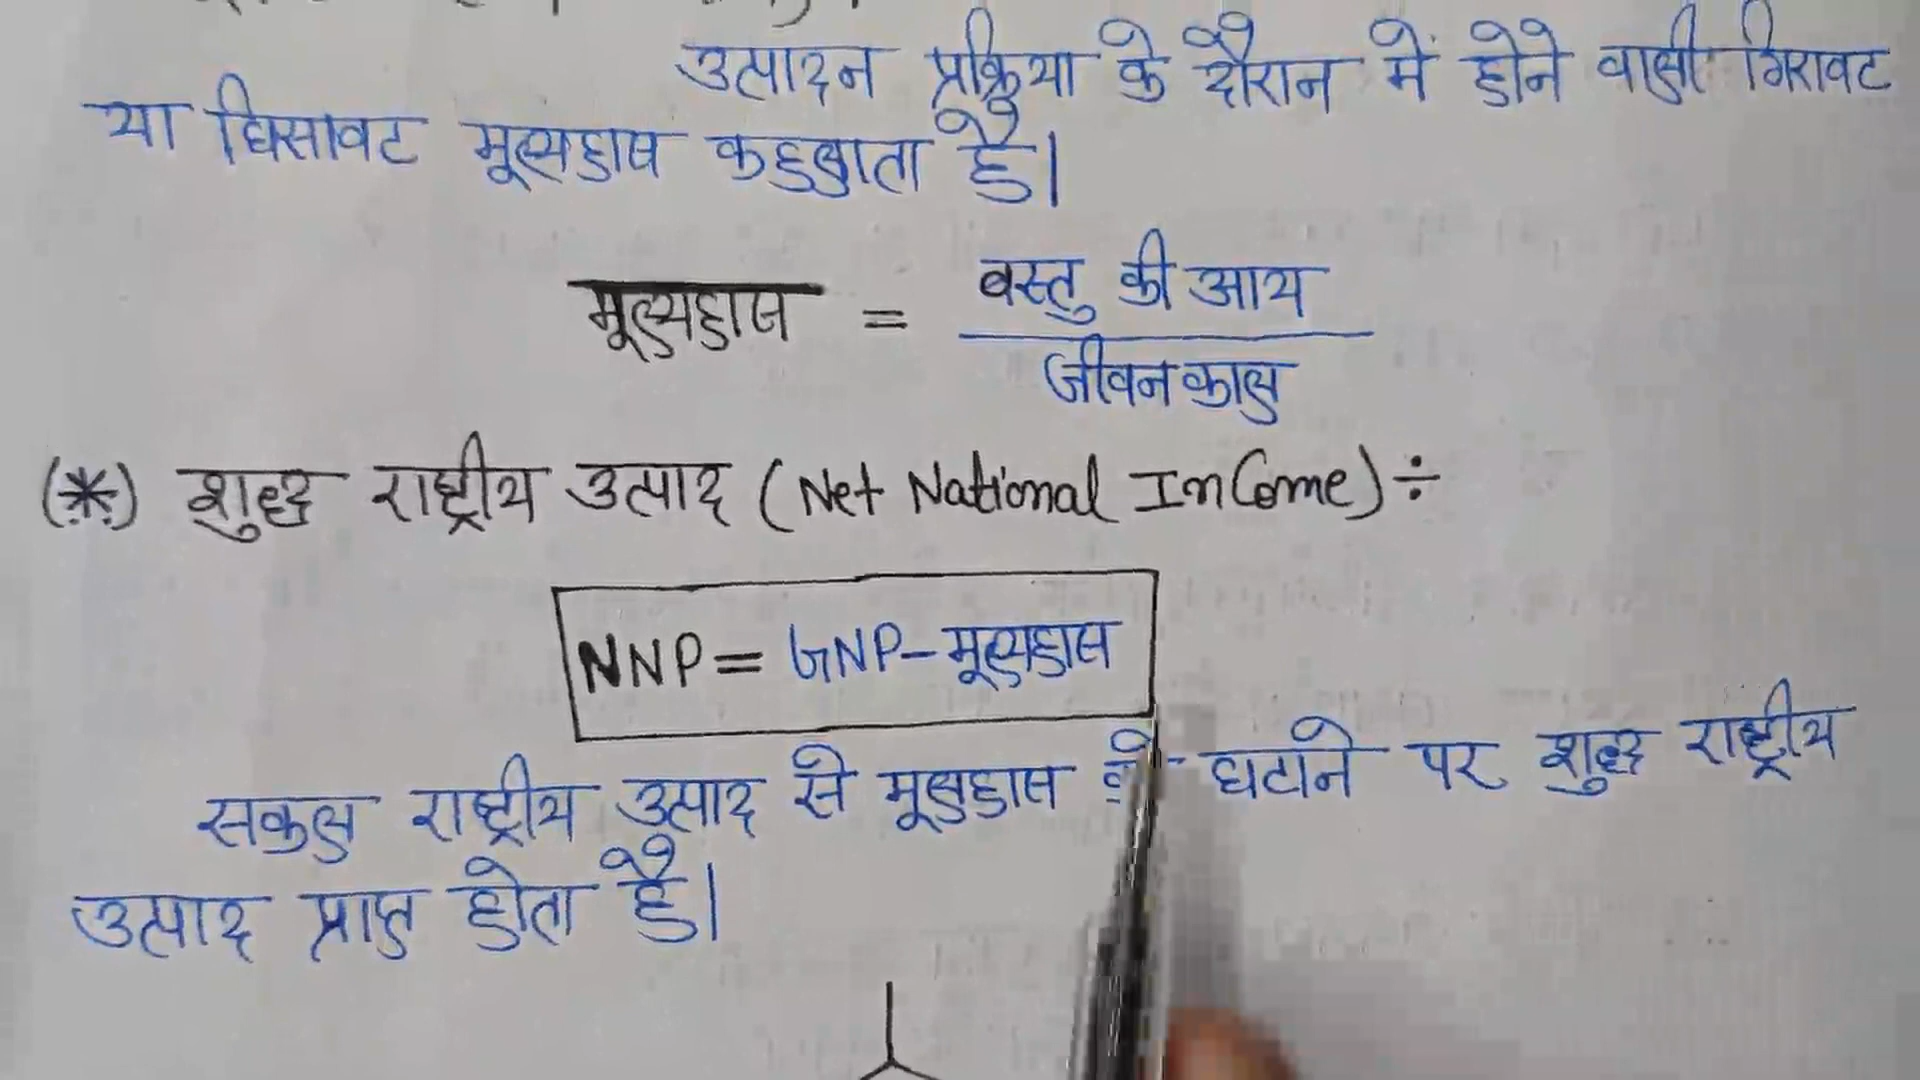 उत्पादन प्रक्रिया के दौरान में होने वाली गिरावट
या घिसावट मूल्यह्रास कहलाता है।
मूल्यह्रास = वस्तु की आय
जीवन काल
(*) शुद्ध राष्ट्रीय उत्पाद (Net National InCome) ÷
NNP = GNP - मूल्यह्रास
सकल राष्ट्रीय उत्पाद से मूल्यह्रास घटाने पर शुद्ध राष्ट्रीय
उत्पाद प्राप्त होता है।